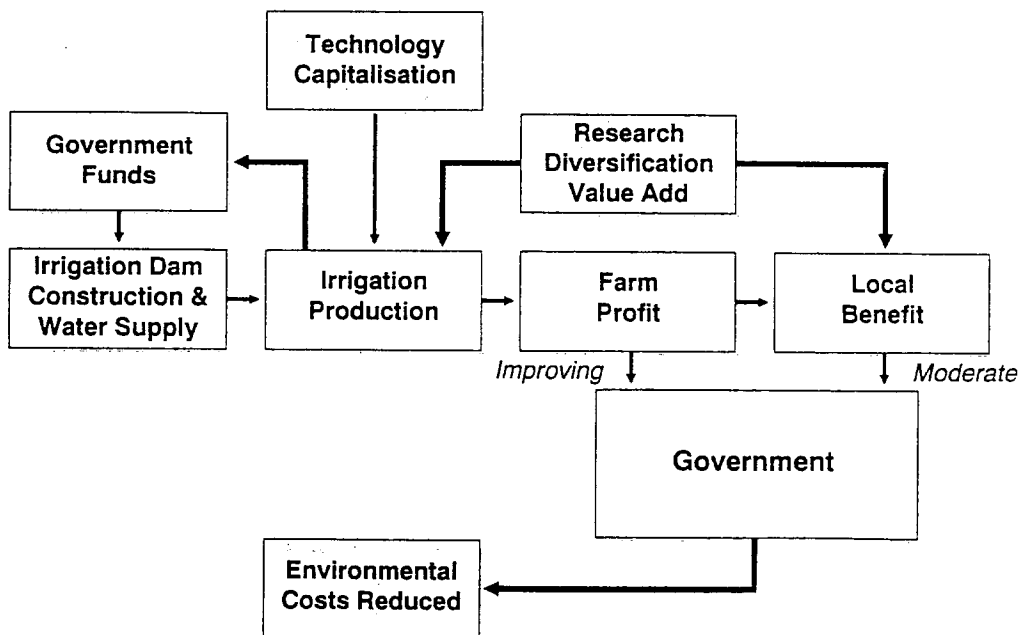 Technology
Capitalisation
Government
Funds
Research
Diversification
Value Add
Irrigation Dam
Construction &
Water Supply
Irrigation
Production
Farm
Profit
Local
Benefit
Improving
Moderate
Government
Environmental
Costs Reduced